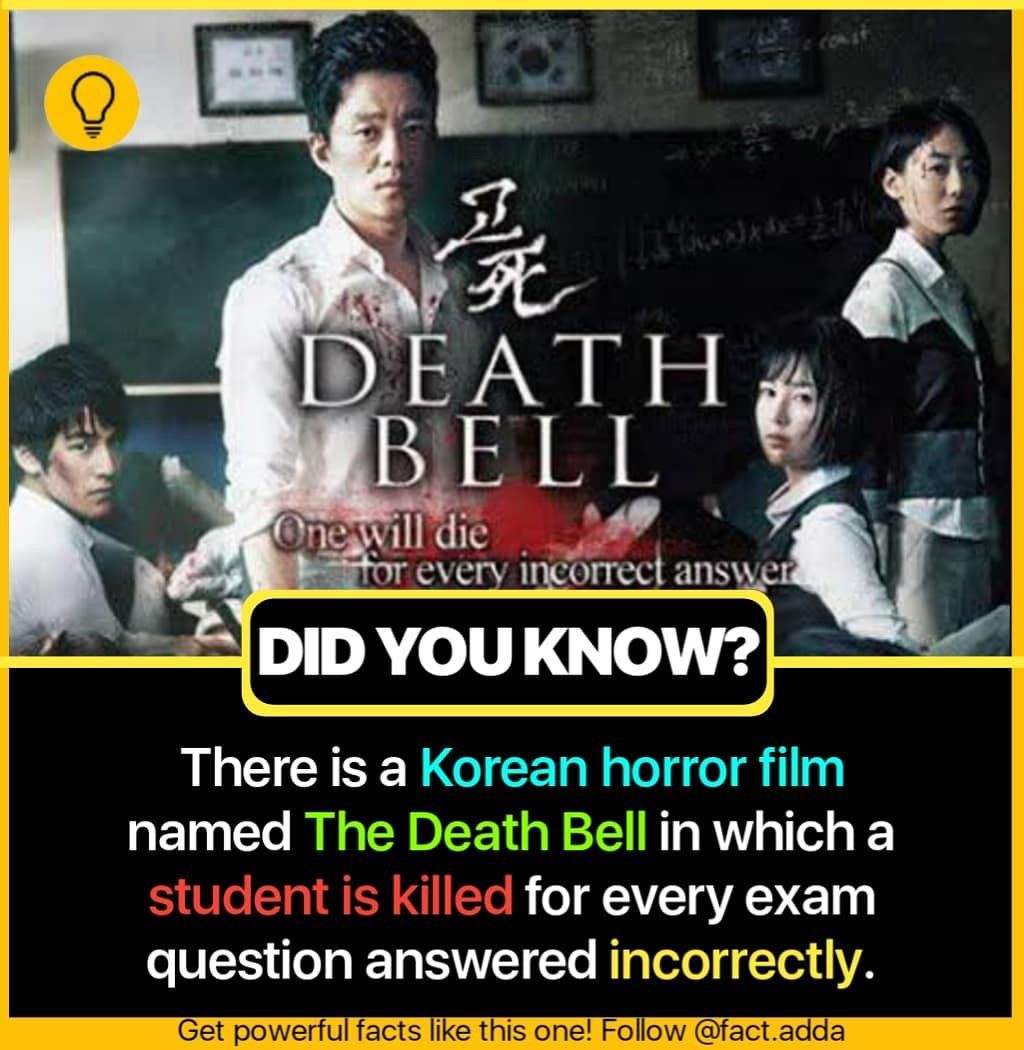 고
死
DEATH
BELL
One will die
for every incorrect answer
DID YOU KNOW?
There is a Korean horror film
named The Death Bell in which a
student is killed for every exam
question answered incorrectly.
Get powerful facts like this one! Follow @fact.adda